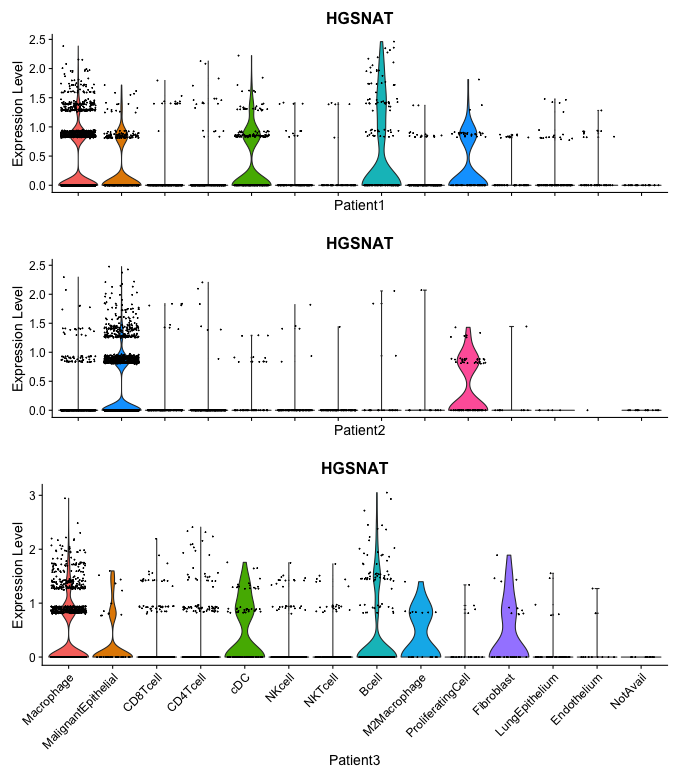 HGSNAT
Expression Level
2.5
2.0
1.5
1.0
0.5
0.0
Patient1
HGSNAT
Expression Level
2.5
2.0
1.5
1.0
0.5
0.0
Patient2
HGSNAT
Expression Level
3
2
1
0
Macrophage
MalignantEpithelial
CD8Tcell
CD4Tcell
cDC
NKcell
NKTcell
Bcell
M2Macrophage
ProliferatingCell
Fibroblast
LungEpithelium
Endothelium
NotAvail
Patient3